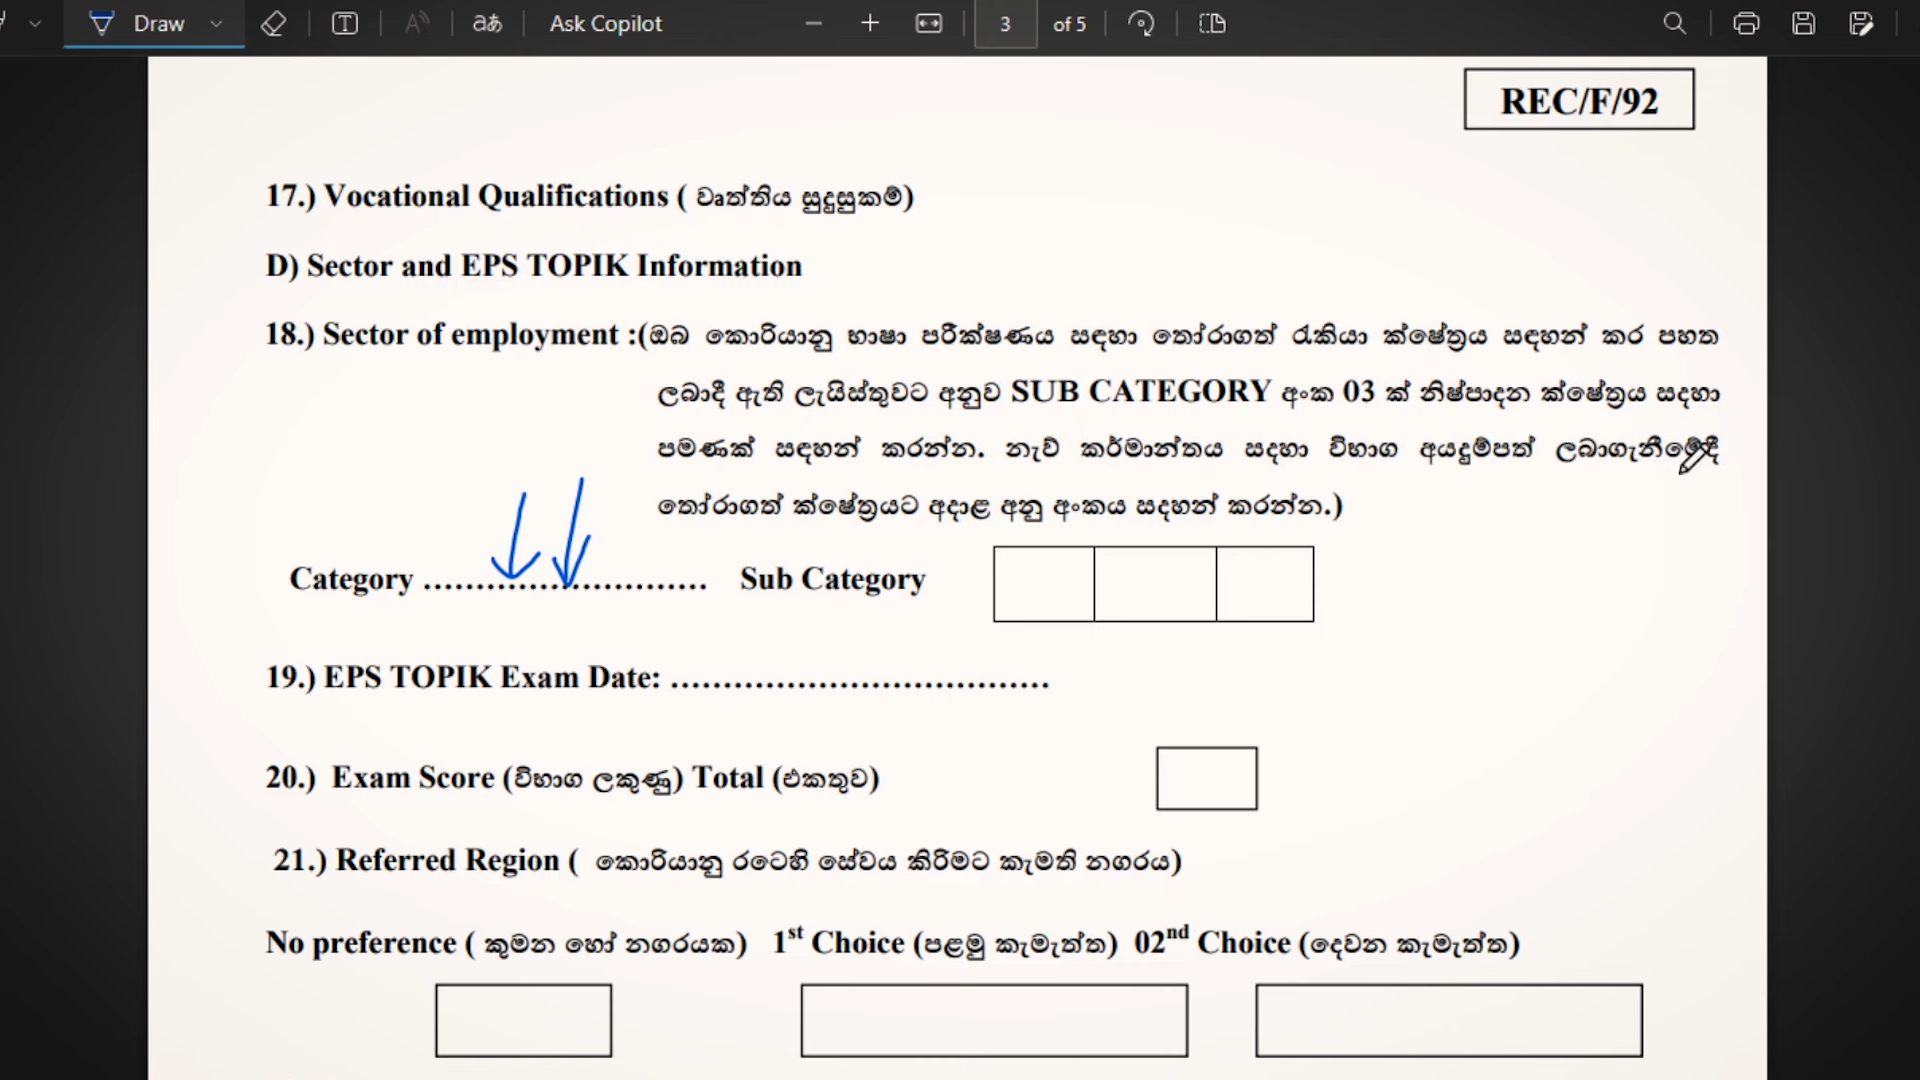 Draw
Ask Copilot
3 of 5
REC/F/92
17.) Vocational Qualifications ( වෘත්තිය සුදුසුකම්)
D) Sector and EPS TOPIK Information
18.) Sector of employment :(ඔබ කොරියානු භාෂා පරීක්ෂණය සඳහා තෝරාගත් රැකියා ක්ෂේත්‍රය සඳහන් කර පහත
ලබාදී ඇති ලැයිස්තුවට අනුව SUB CATEGORY අංක 03 ක් නිෂ්පාදන ක්ෂේත්‍රය සදහා
පමණක් සඳහන් කරන්න. නැව් කර්මාන්තය සදහා විභාග අයදුම්පත් ලබාගැනීමේදී
තෝරාගත් ක්ෂේත්‍රයට අදාළ අනු අංකය සදහන් කරන්න.)
Category ........................... Sub Category
19.) EPS TOPIK Exam Date: ....................................
20.) Exam Score (විභාග ලකුණු) Total (එකතුව)
21.) Referred Region ( කොරියානු රටෙහි සේවය කිරිමට කැමති නගරය)
No preference ( කුමන හෝ නගරයක) 1st Choice (පළමු කැමැත්ත) 02nd Choice (දෙවන කැමැත්ත)